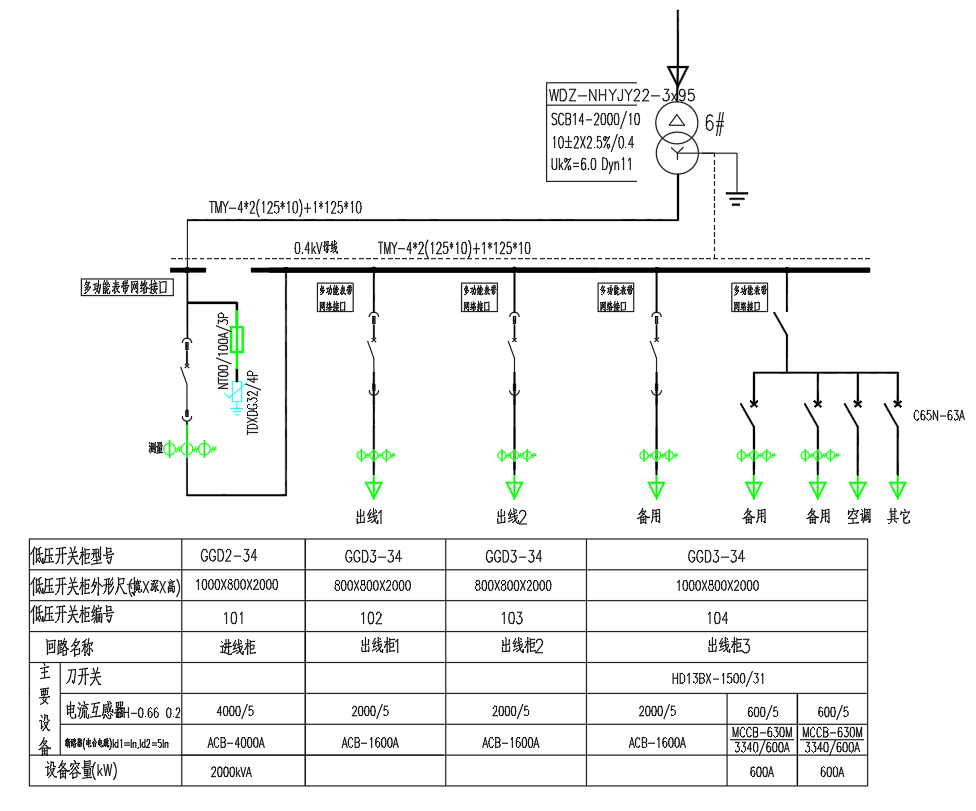 WDZ-NHYJY22-3x95
SCB14-2000/10
10±2X2.5%/0.4
Uk%=6.0 Dyn11
6#
TMY-4*2(125*10)+1*125*10
0.4kV母线 TMY-4*2(125*10)+1*125*10
多功能表带网络接口
多功能表带
网络接口
多功能表带
网络接口
多功能表带
网络接口
多功能表带
网络接口
NT00/100A/3P
TDXDG32/4P
C65N-63A
测量
出线1 出线2 备用 备用 备用 空调 其它
低压开关柜型号 GGD2-34 GGD3-34 GGD3-34 GGD3-34
低压开关柜外形尺(宽X深X高) 1000X800X2000 800X800X2000 800X800X2000 1000X800X2000
低压开关柜编号 101 102 103 104
回路名称 进线柜 出线柜1 出线柜2 出线柜3
主要设备
刀开关 HD13BX-1500/31
电流互感器H-0.66 0.2 4000/5 2000/5 2000/5 2000/5 600/5 600/5
断路器(电合电疏)Id1=In,Id2=5In ACB-4000A ACB-1600A ACB-1600A ACB-1600A MCCB-630M MCCB-630M
3340/600A 3340/600A
设备容量(kW) 2000kVA 600A 600A